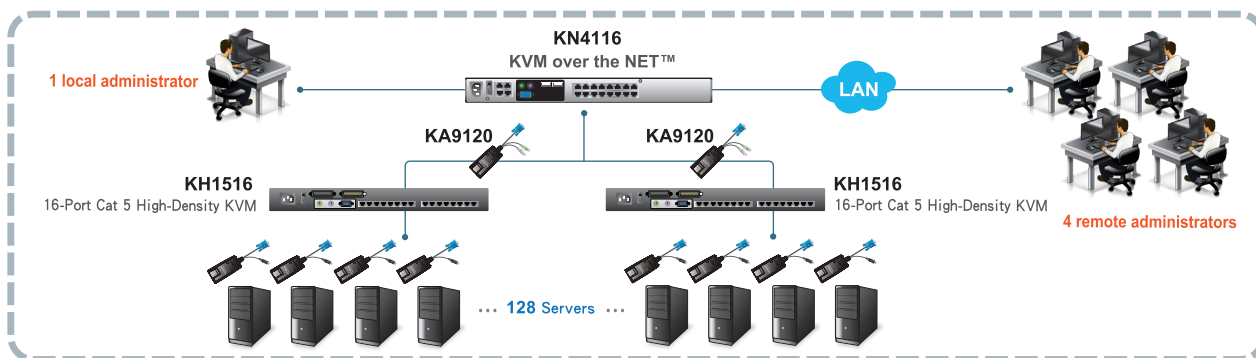 KN4116
KVM over the NET™
1 local administrator
LAN
KA9120
KA9120
KH1516
16-Port Cat 5 High-Density KVM
KH1516
16-Port Cat 5 High-Density KVM
4 remote administrators
... 128 Servers ...